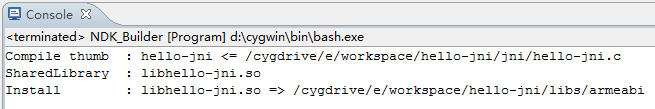 Console
<terminated> NDK_Builder [Program] d:\cygwin\bin\bash.exe
Compile thumb  : hello-jni <= /cygdrive/e/workspace/hello-jni/jni/hello-jni.c
SharedLibrary  : libhello-jni.so
Install        : libhello-jni.so => /cygdrive/e/workspace/hello-jni/libs/armeabi